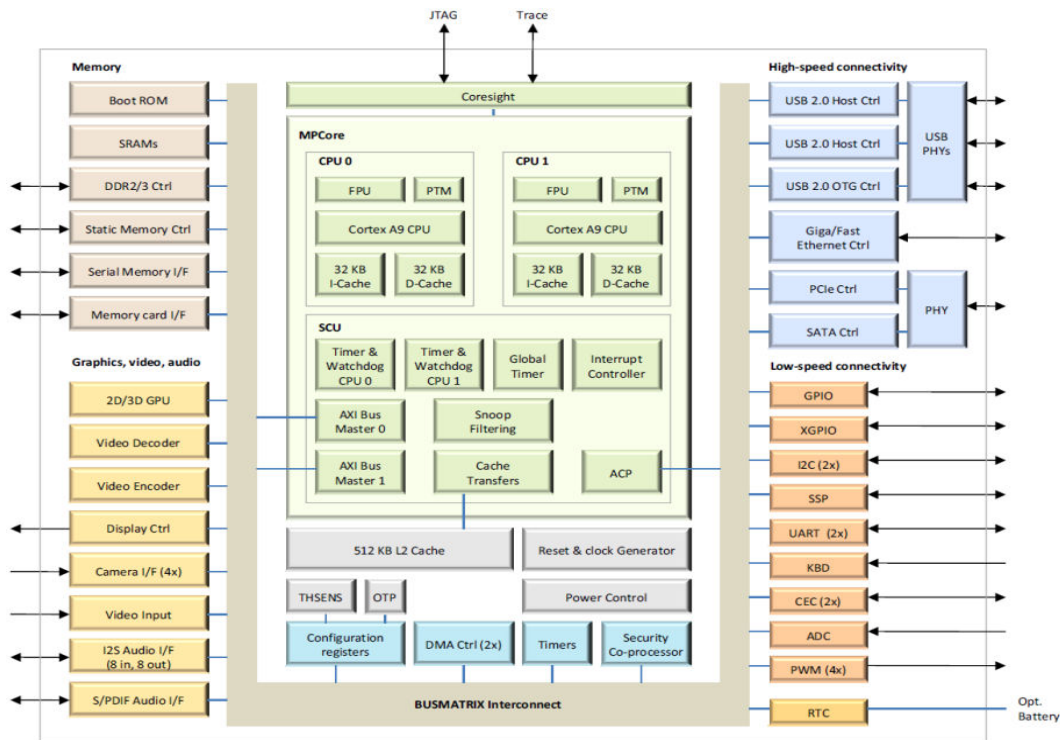 JTAG
Trace
Memory
Boot ROM
SRAMs
DDR2/3 Ctrl
Static Memory Ctrl
Serial Memory I/F
Memory card I/F
Graphics, video, audio
2D/3D GPU
Video Decoder
Video Encoder
Display Ctrl
Camera I/F (4x)
Video Input
I2S Audio I/F
(8 in, 8 out)
S/PDIF Audio I/F
Coresight
MPCore
CPU 0
FPU
PTM
Cortex A9 CPU
32 KB
I-Cache
32 KB
D-Cache
CPU 1
FPU
PTM
Cortex A9 CPU
32 KB
I-Cache
32 KB
D-Cache
SCU
Timer &
Watchdog
CPU 0
Timer &
Watchdog
CPU 1
Global
Timer
Interrupt
Controller
AXI Bus
Master 0
Snoop
Filtering
AXI Bus
Master 1
Cache
Transfers
ACP
512 KB L2 Cache
Reset & clock Generator
THSENS
OTP
Power Control
Configuration
registers
DMA Ctrl (2x)
Timers
Security
Co-processor
BUSMATRIX Interconnect
High-speed connectivity
USB 2.0 Host Ctrl
USB 2.0 Host Ctrl
USB 2.0 OTG Ctrl
USB
PHYs
Giga/Fast
Ethernet Ctrl
PCIe Ctrl
SATA Ctrl
PHY
Low-speed connectivity
GPIO
XGPIO
I2C (2x)
SSP
UART (2x)
KBD
CEC (2x)
ADC
PWM (4x)
RTC
Opt.
Battery